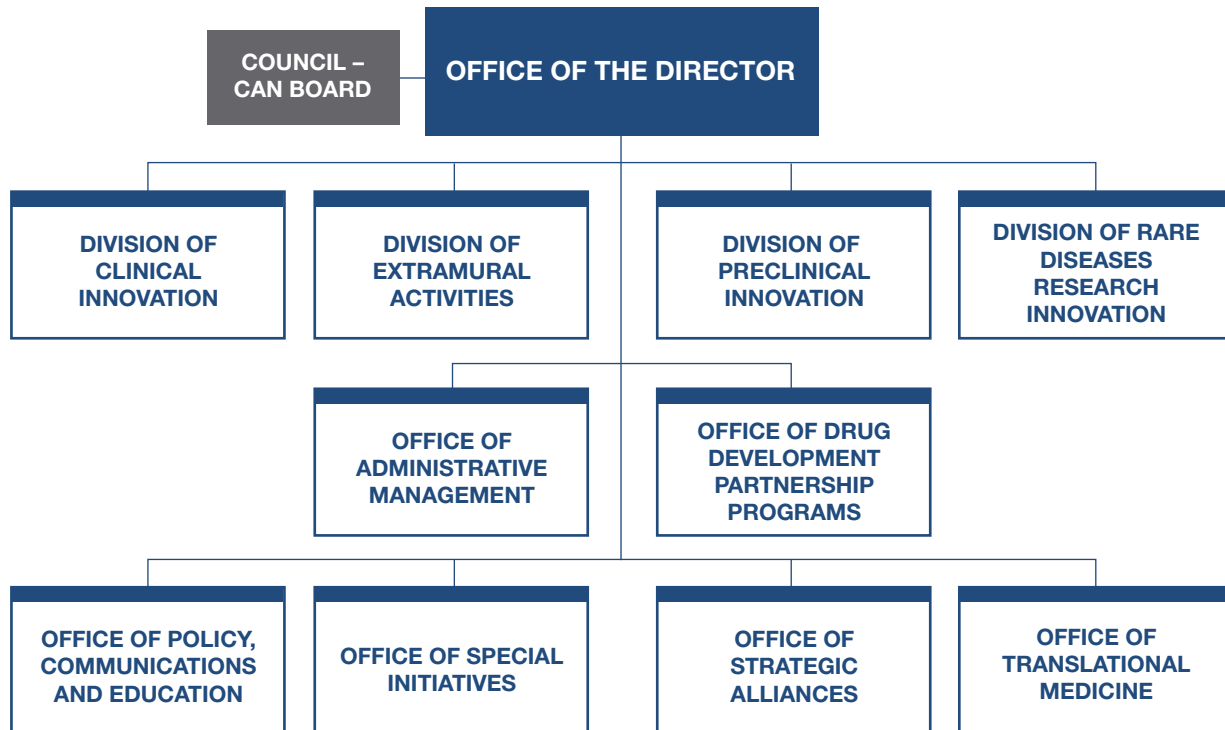 COUNCIL –
CAN BOARD
OFFICE OF THE DIRECTOR
DIVISION OF
CLINICAL
INNOVATION
DIVISION OF
EXTRAMURAL
ACTIVITIES
DIVISION OF
PRECLINICAL
INNOVATION
DIVISION OF RARE
DISEASES
RESEARCH
INNOVATION
OFFICE OF
ADMINISTRATIVE
MANAGEMENT
OFFICE OF DRUG
DEVELOPMENT
PARTNERSHIP
PROGRAMS
OFFICE OF POLICY,
COMMUNICATIONS
AND EDUCATION
OFFICE OF SPECIAL
INITIATIVES
OFFICE OF
STRATEGIC
ALLIANCES
OFFICE OF
TRANSLATIONAL
MEDICINE